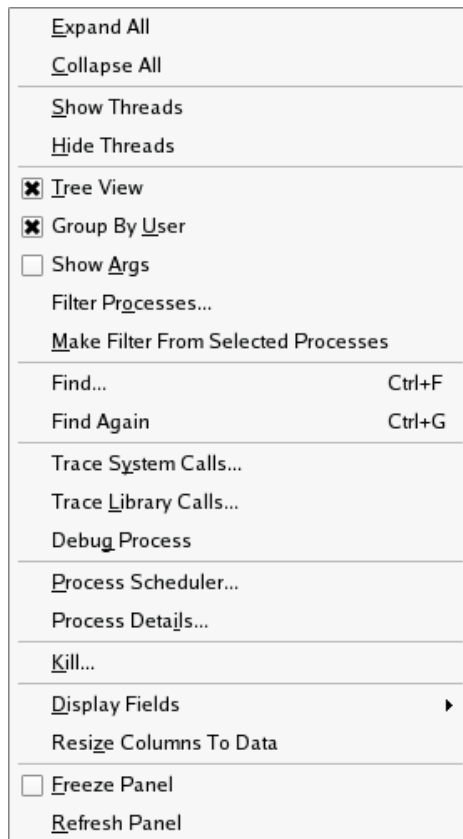 Expand All
Collapse All
Show Threads
Hide Threads
Tree View
Group By User
Show Args
Filter Processes...
Make Filter From Selected Processes
Find... Ctrl+F
Find Again Ctrl+G
Trace System Calls...
Trace Library Calls...
Debug Process
Process Scheduler...
Process Details...
Kill...
Display Fields
Resize Columns To Data
Freeze Panel
Refresh Panel